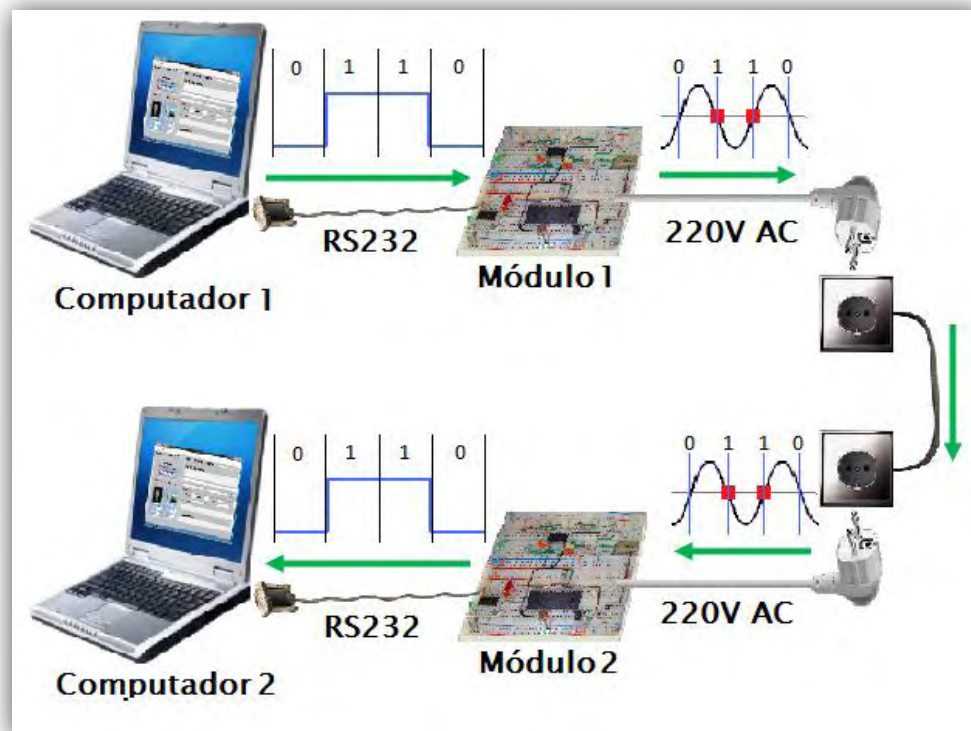 0 1 1 0
0 1 1 0
RS232
220V AC
Computador 1
Módulo 1
0 1 1 0
0 1 1 0
RS232
220V AC
Computador 2
Módulo 2